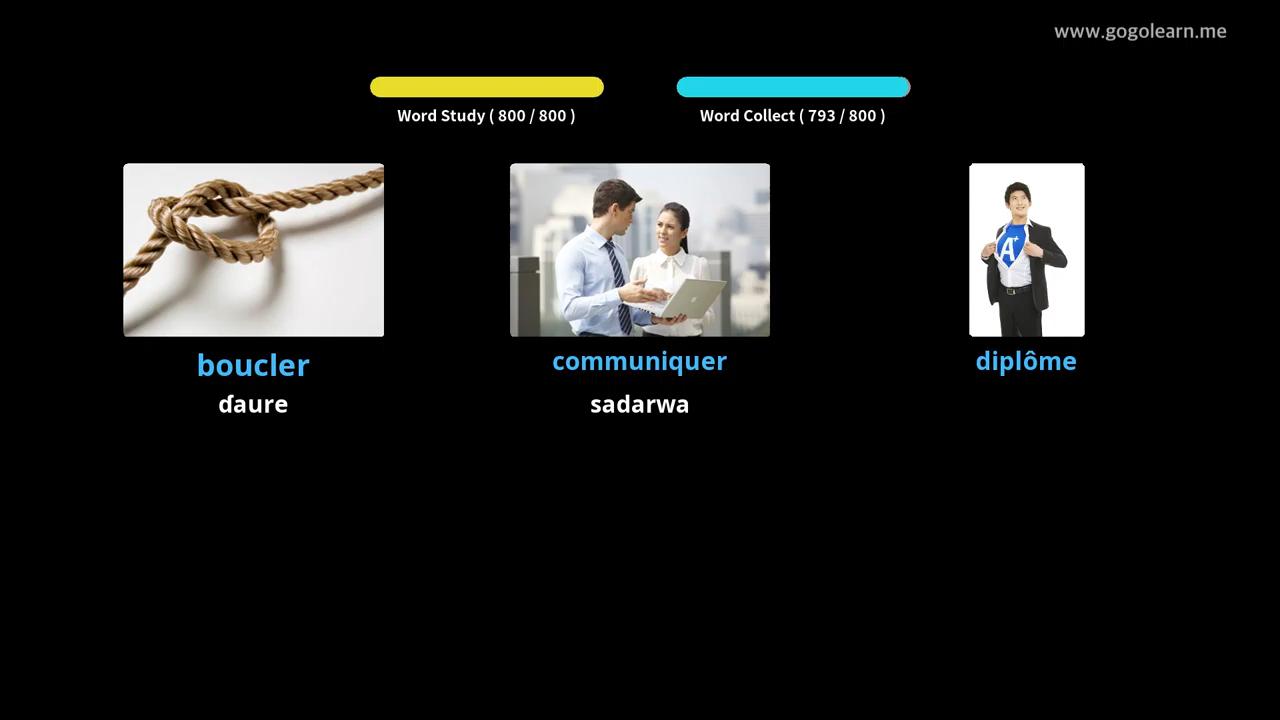 www.gogolearn.me
Word Study ( 800 / 800 )
Word Collect ( 793 / 800 )
A+
boucler
communiquer
diplôme
ɗaure
sadarwa